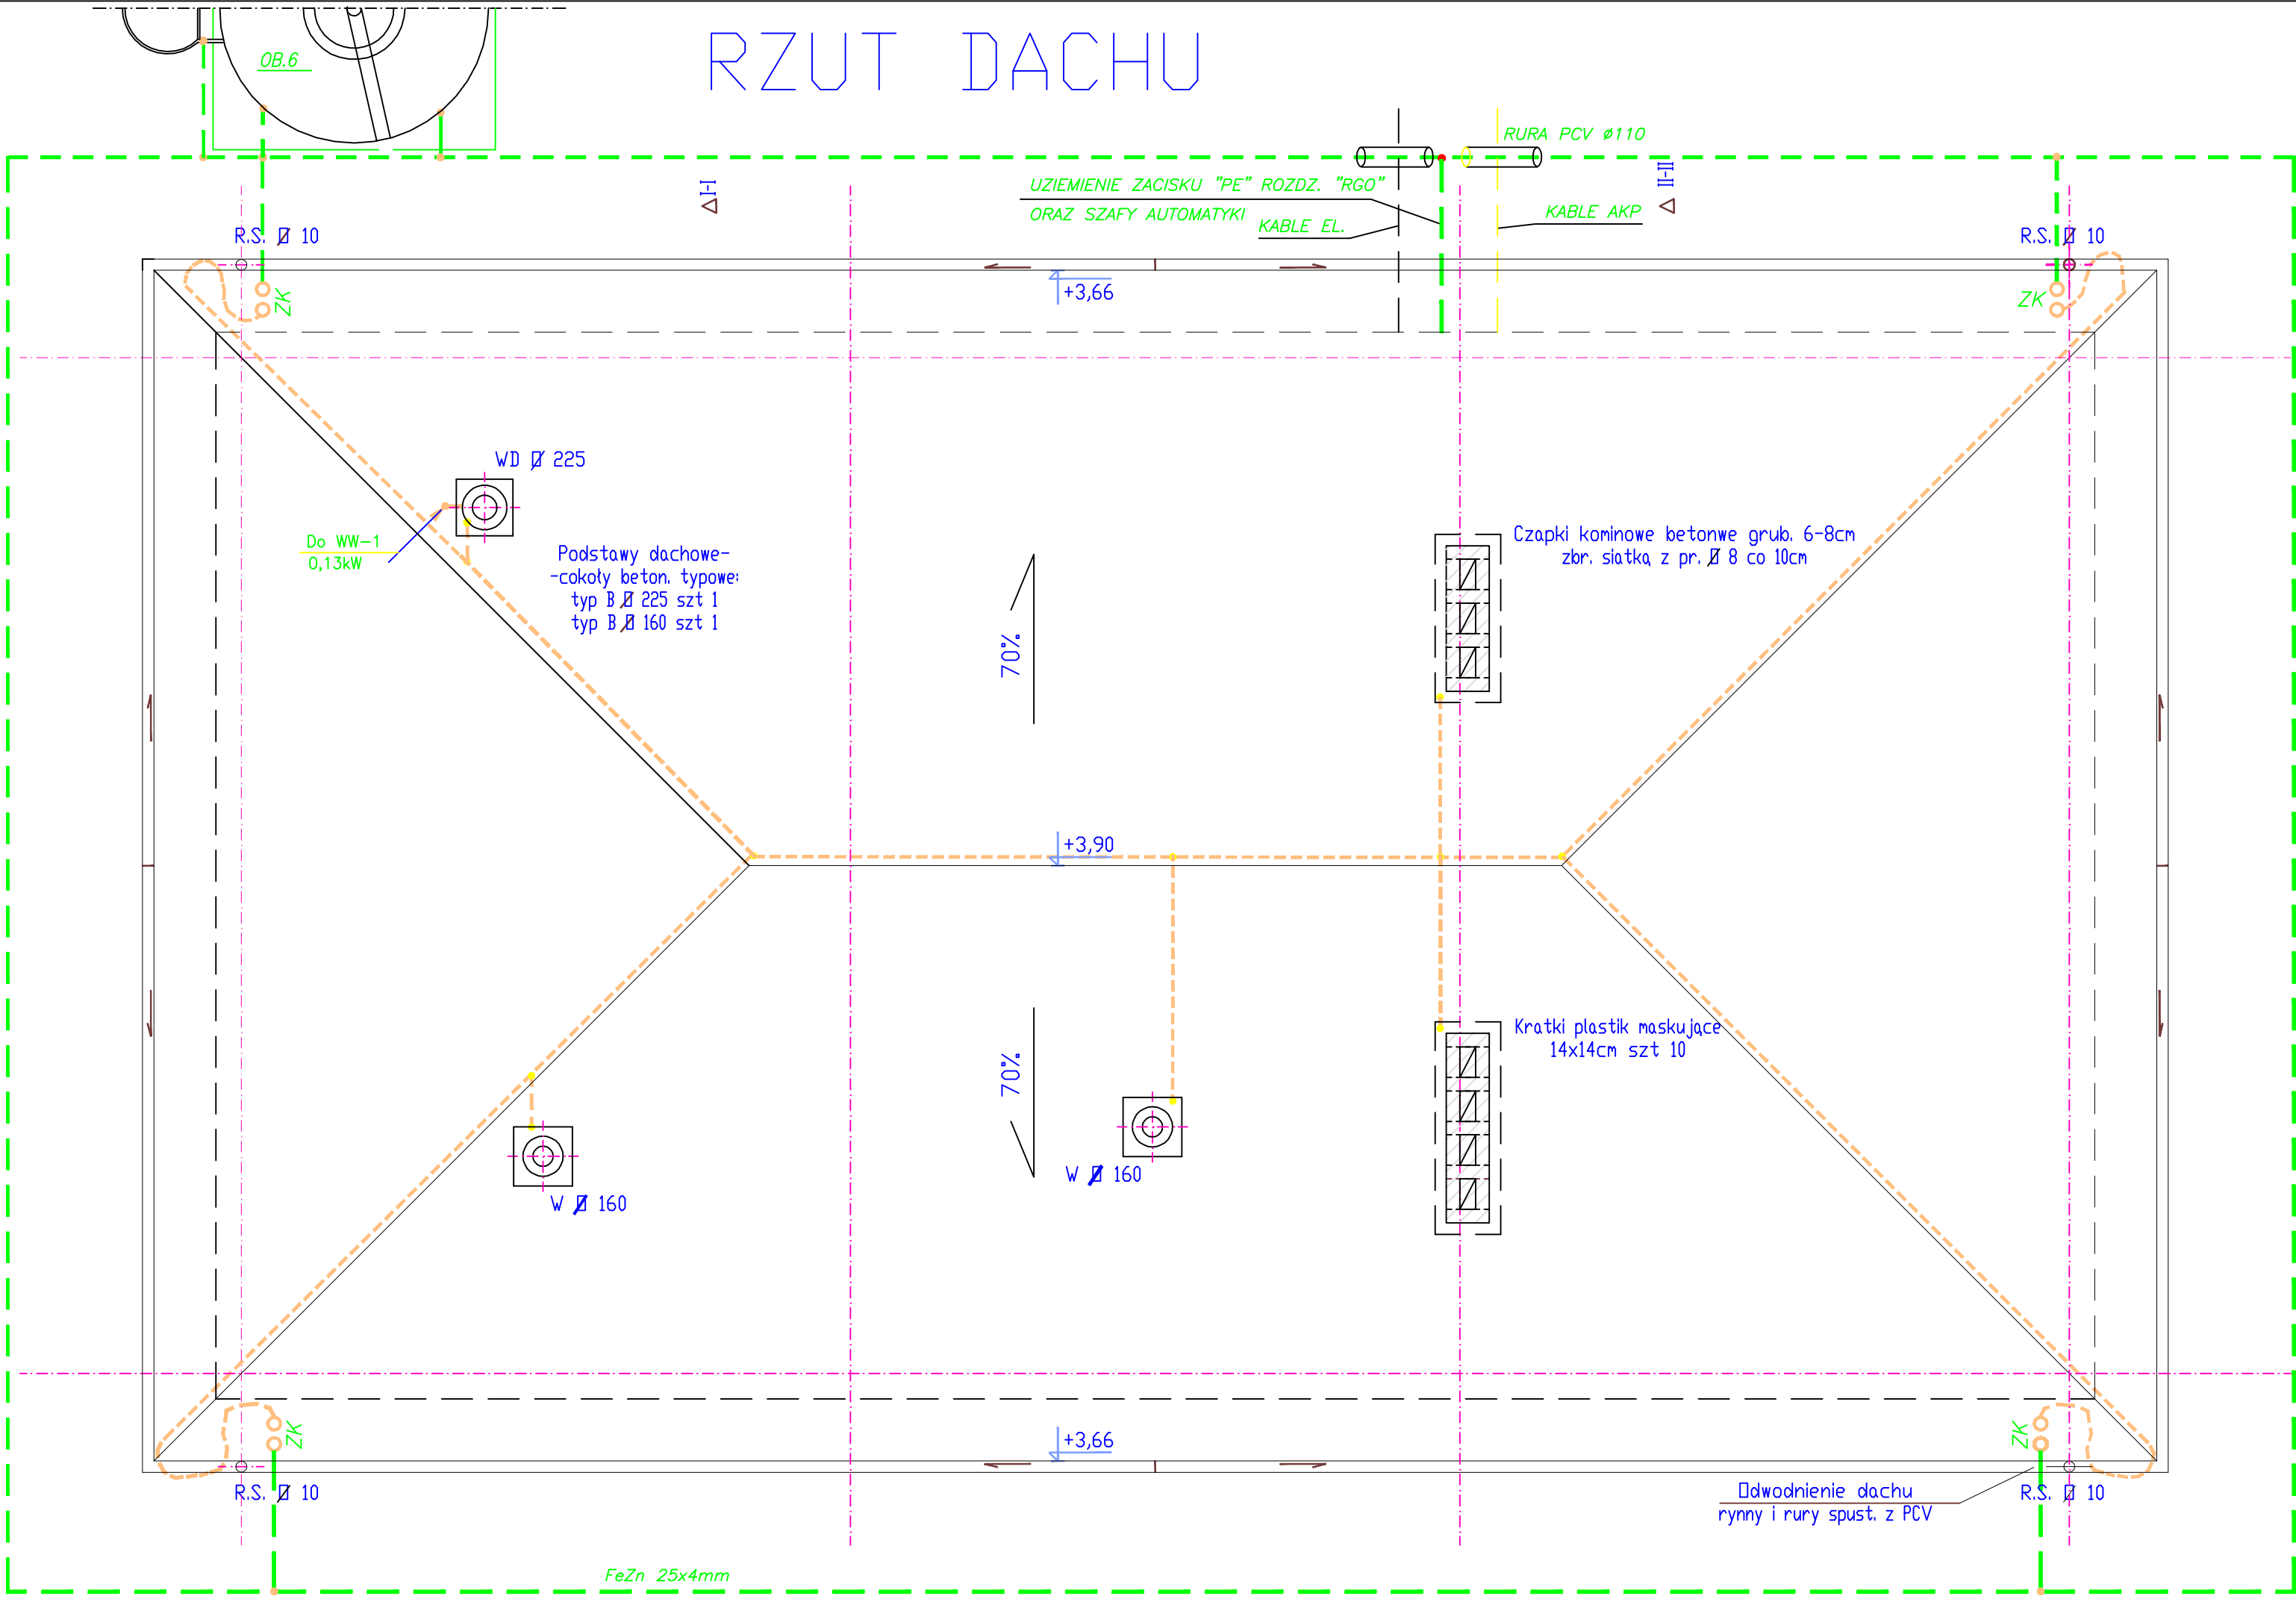 RZUT DACHU
OB.6
RURA PCV ø110
I-I
II-II
UZIEMIENIE ZACISKU "PE" ROZDZ. "RGO"
ORAZ SZAFY AUTOMATYKI
KABLE EL.
KABLE AKP
R.S. Ø 10
R.S. Ø 10
+3,66
ZK
ZK
WD Ø 225
Do WW-1
0,13kW
Podstawy dachowe-
-cokoły beton. typowe:
typ B Ø 225 szt 1
typ B Ø 160 szt 1
Czapki kominowe betonwe grub. 6-8cm
zbr. siatką z pr. Ø 8 co 10cm
70%
+3,90
Kratki plastik maskujące
14x14cm szt 10
70%
W Ø 160
W Ø 160
ZK
ZK
+3,66
R.S. Ø 10
Odwodnienie dachu
rynny i rury spust. z PCV
R.S. Ø 10
FeZn 25x4mm